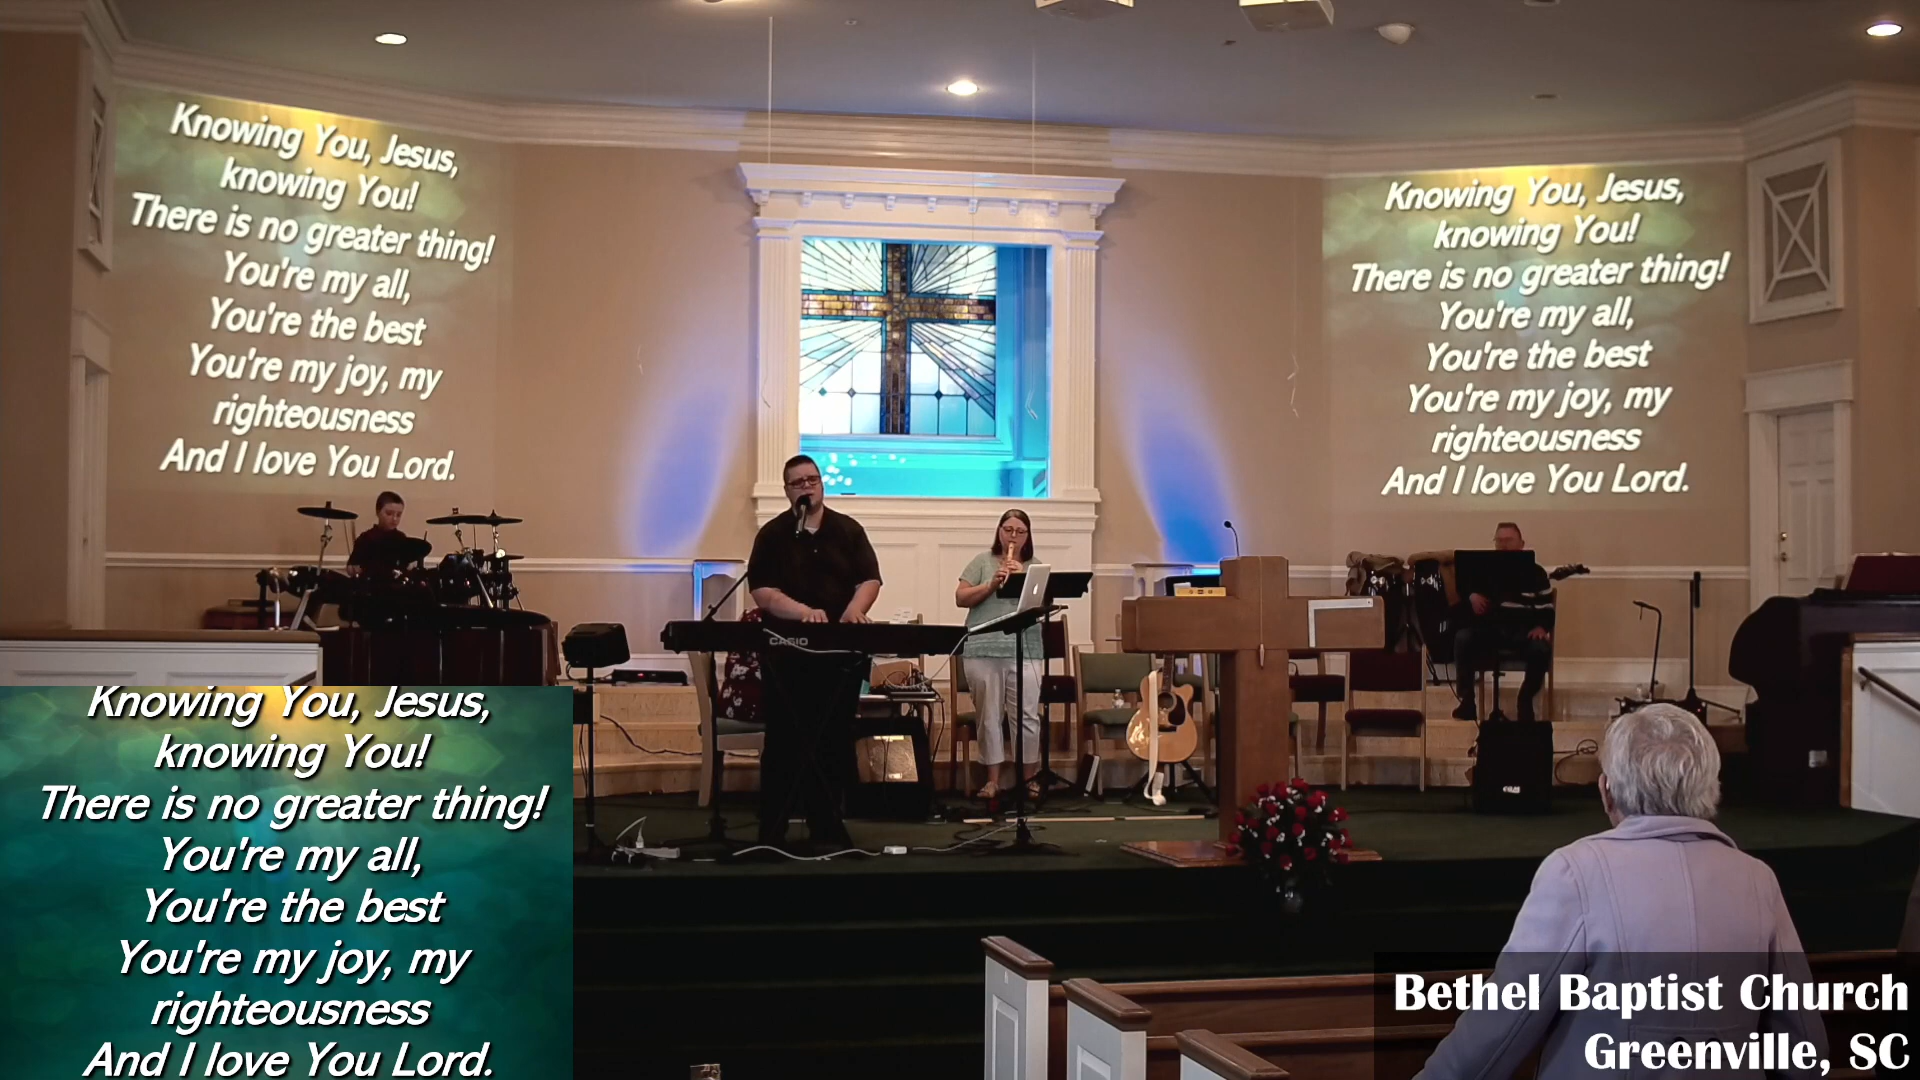 Knowing You, Jesus,
knowing You!
There is no greater thing!
You're my all,
You're the best
You're my joy, my
righteousness
And I love You Lord.
Knowing You, Jesus,
knowing You!
There is no greater thing!
You're my all,
You're the best
You're my joy, my
righteousness
And I love You Lord.
CASIO
Knowing You, Jesus,
knowing You!
There is no greater thing!
You're my all,
You're the best
You're my joy, my
righteousness
And I love You Lord.
Bethel Baptist Church
Greenville, SC